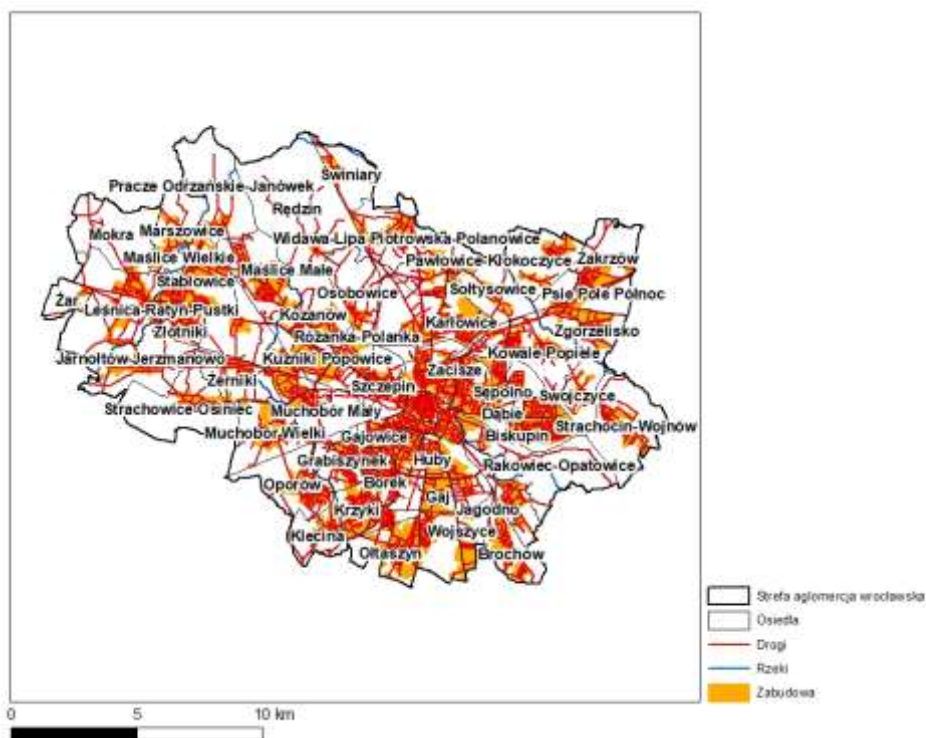 Świniary
Pracze Odrzańskie-Janówek
Rędzin
Mokra
Marszowice
Widawa-Lipa Piotrowska-Polanowice
Maślice Wielkie
Pawłowice-Kłokoczyce
Zakrzów
Maślice Małe
Stabłowice
Osobowice
Sołtysowice
Psie Pole Północ
Żar
Leśnica-Ratyń-Pustki
Kozanów
Karłowice
Zgorzelisko
Złotniki
Różanka-Polanka
Jarnołtów-Jerzmanowo
Kuźniki
Popowice
Kowale
Popiele
Zacisze
Żerniki
Szczepin
Sępolno
Swojczyce
Strachowice-Osiniec
Muchobór Mały
Dąbie
Strachocin-Wojnów
Muchobór Wielki
Gajowice
Biskupin
Grabiszynek
Huby
Rakowiec-Opatowice
Oporów
Borek
Gaj
Krzyki
Jagodno
Klecina
Wojszyce
Ołtaszyn
Brochów
Strefa aglomercja wrocławska
Osiedla
Drogi
Rzeki
Zabudowa
0 5 10 km